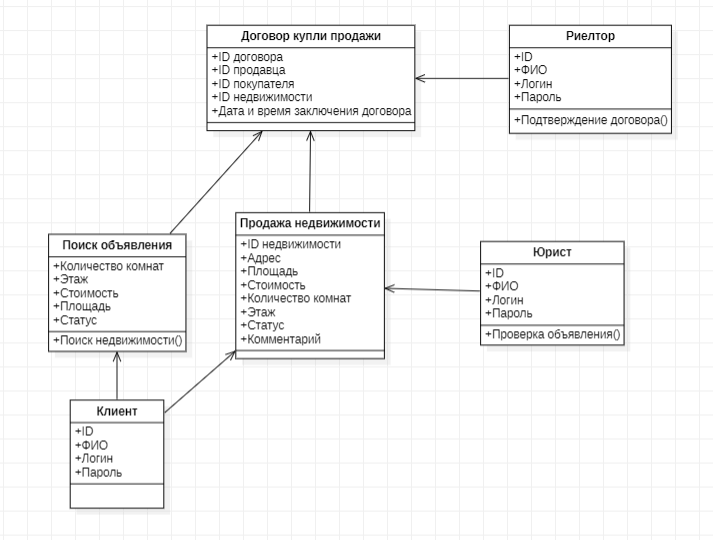 Договор купли продажи
+ID договора
+ID продавца
+ID покупателя
+ID недвижимости
+Дата и время заключения договора
Риелтор
+ID
+ФИО
+Логин
+Пароль
+Подтверждение договора()
Поиск объявления
+Количество комнат
+Этаж
+Стоимость
+Площадь
+Статус
+Поиск недвижимости()
Продажа недвижимости
+ID недвижимости
+Адрес
+Площадь
+Стоимость
+Количество комнат
+Этаж
+Статус
+Комментарий
Юрист
+ID
+ФИО
+Логин
+Пароль
+Проверка объявления()
Клиент
+ID
+ФИО
+Логин
+Пароль